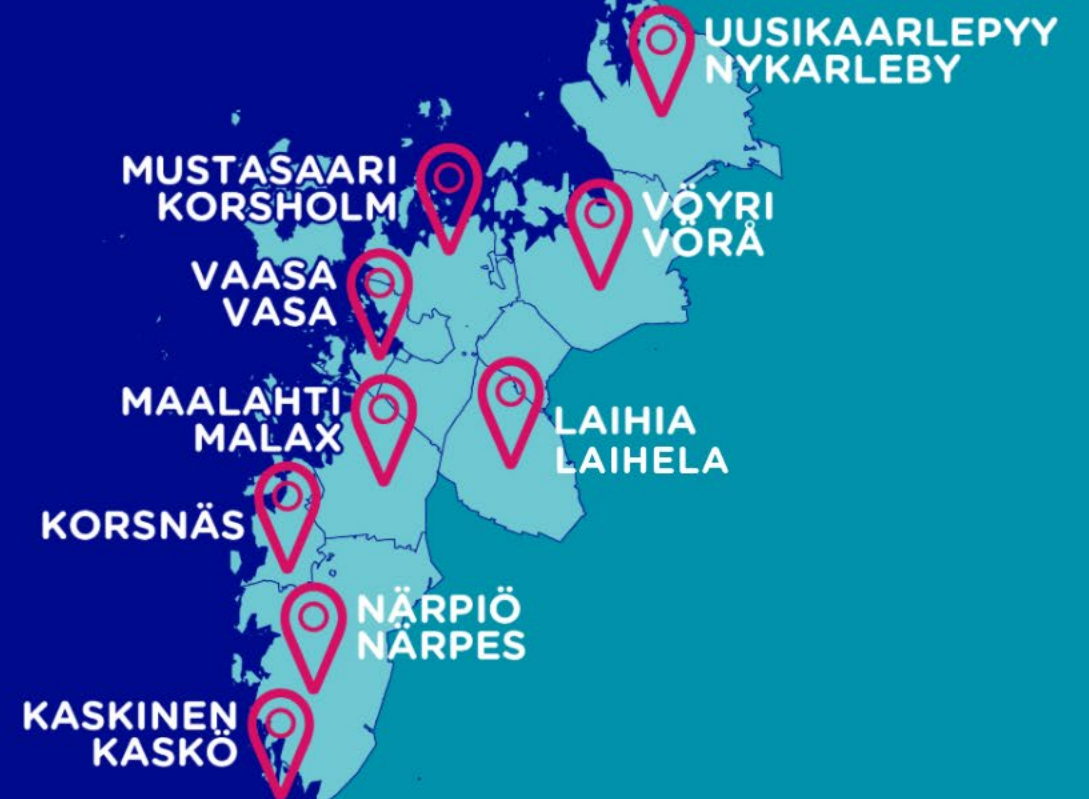 UUSIKAARLEPYY
NYKARLEBY
MUSTASAARI
KORSHOLM
VÖYRI
VÖRÅ
VAASA
VASA
MAALAHTI
MALAX
LAIHIA
LAIHELA
KORSNÄS
NÄRPIÖ
NÄRPES
KASKINEN
KASKÖ